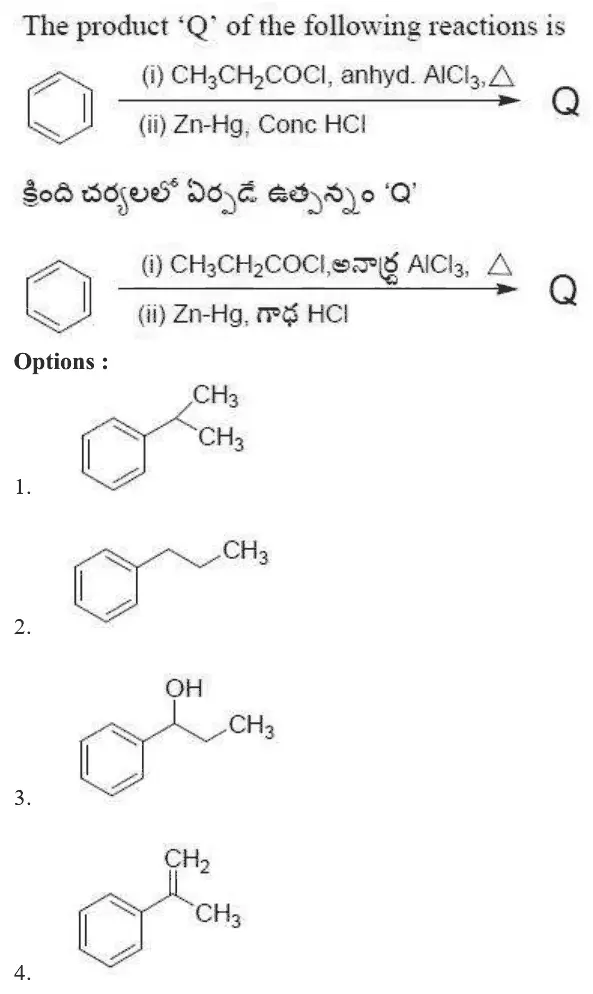 The product ‘Q’ of the following reactions is
(i) CH₃CH₂COCl, anhyd. AlCl₃, △
Q
(ii) Zn-Hg, Conc HCl
క్రింది చర్యలలో ఏర్పడే ఉత్పన్నం ‘Q’
(i) CH₃CH₂COCl, అనార్ద్ర AlCl₃, △
Q
(ii) Zn-Hg, గాఢ HCl
Options :
CH₃
CH₃
1.
CH₃
2.
OH
CH₃
3.
CH₂
CH₃
4.